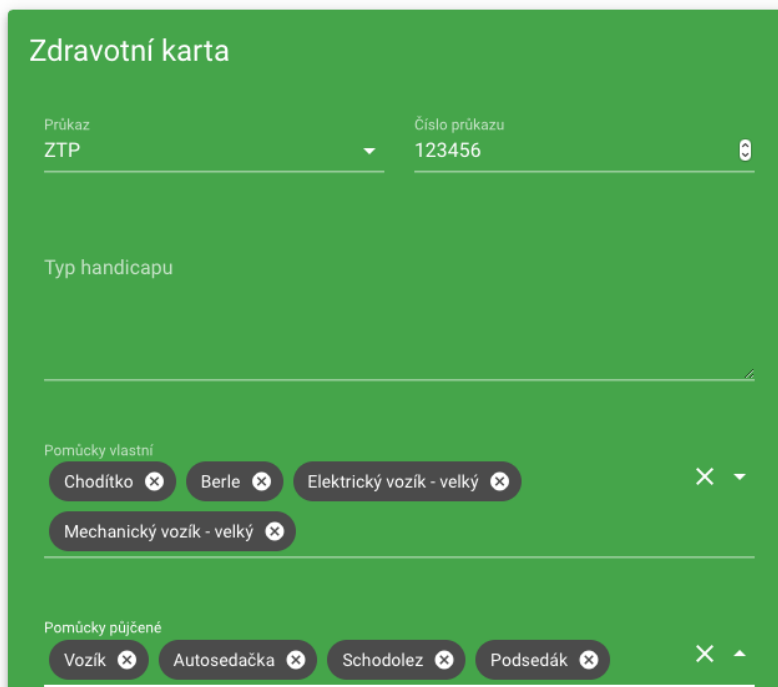 Zdravotní karta
Průkaz Číslo průkazu
ZTP 123456
Typ handicapu
Pomůcky vlastní
Chodítko Berle Elektrický vozík - velký
Mechanický vozík - velký
Pomůcky půjčené
Vozík Autosedačka Schodolez Podsedák